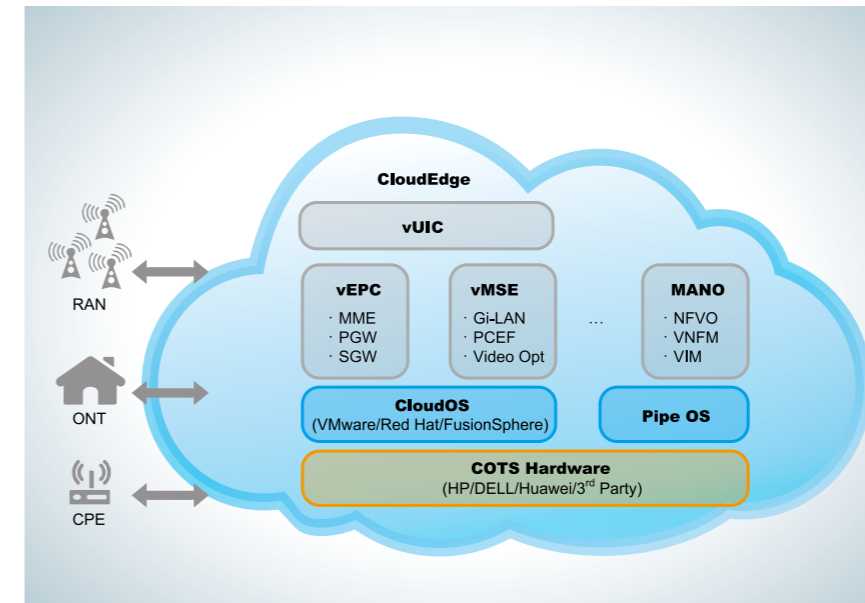 CloudEdge
vUIC
vEPC
· MME
· PGW
· SGW
vMSE
· Gi-LAN
· PCEF
· Video Opt
...
MANO
· NFVO
· VNFM
· VIM
CloudOS
(VMware/Red Hat/FusionSphere)
Pipe OS
COTS Hardware
(HP/DELL/Huawei/3rd Party)
RAN
ONT
CPE